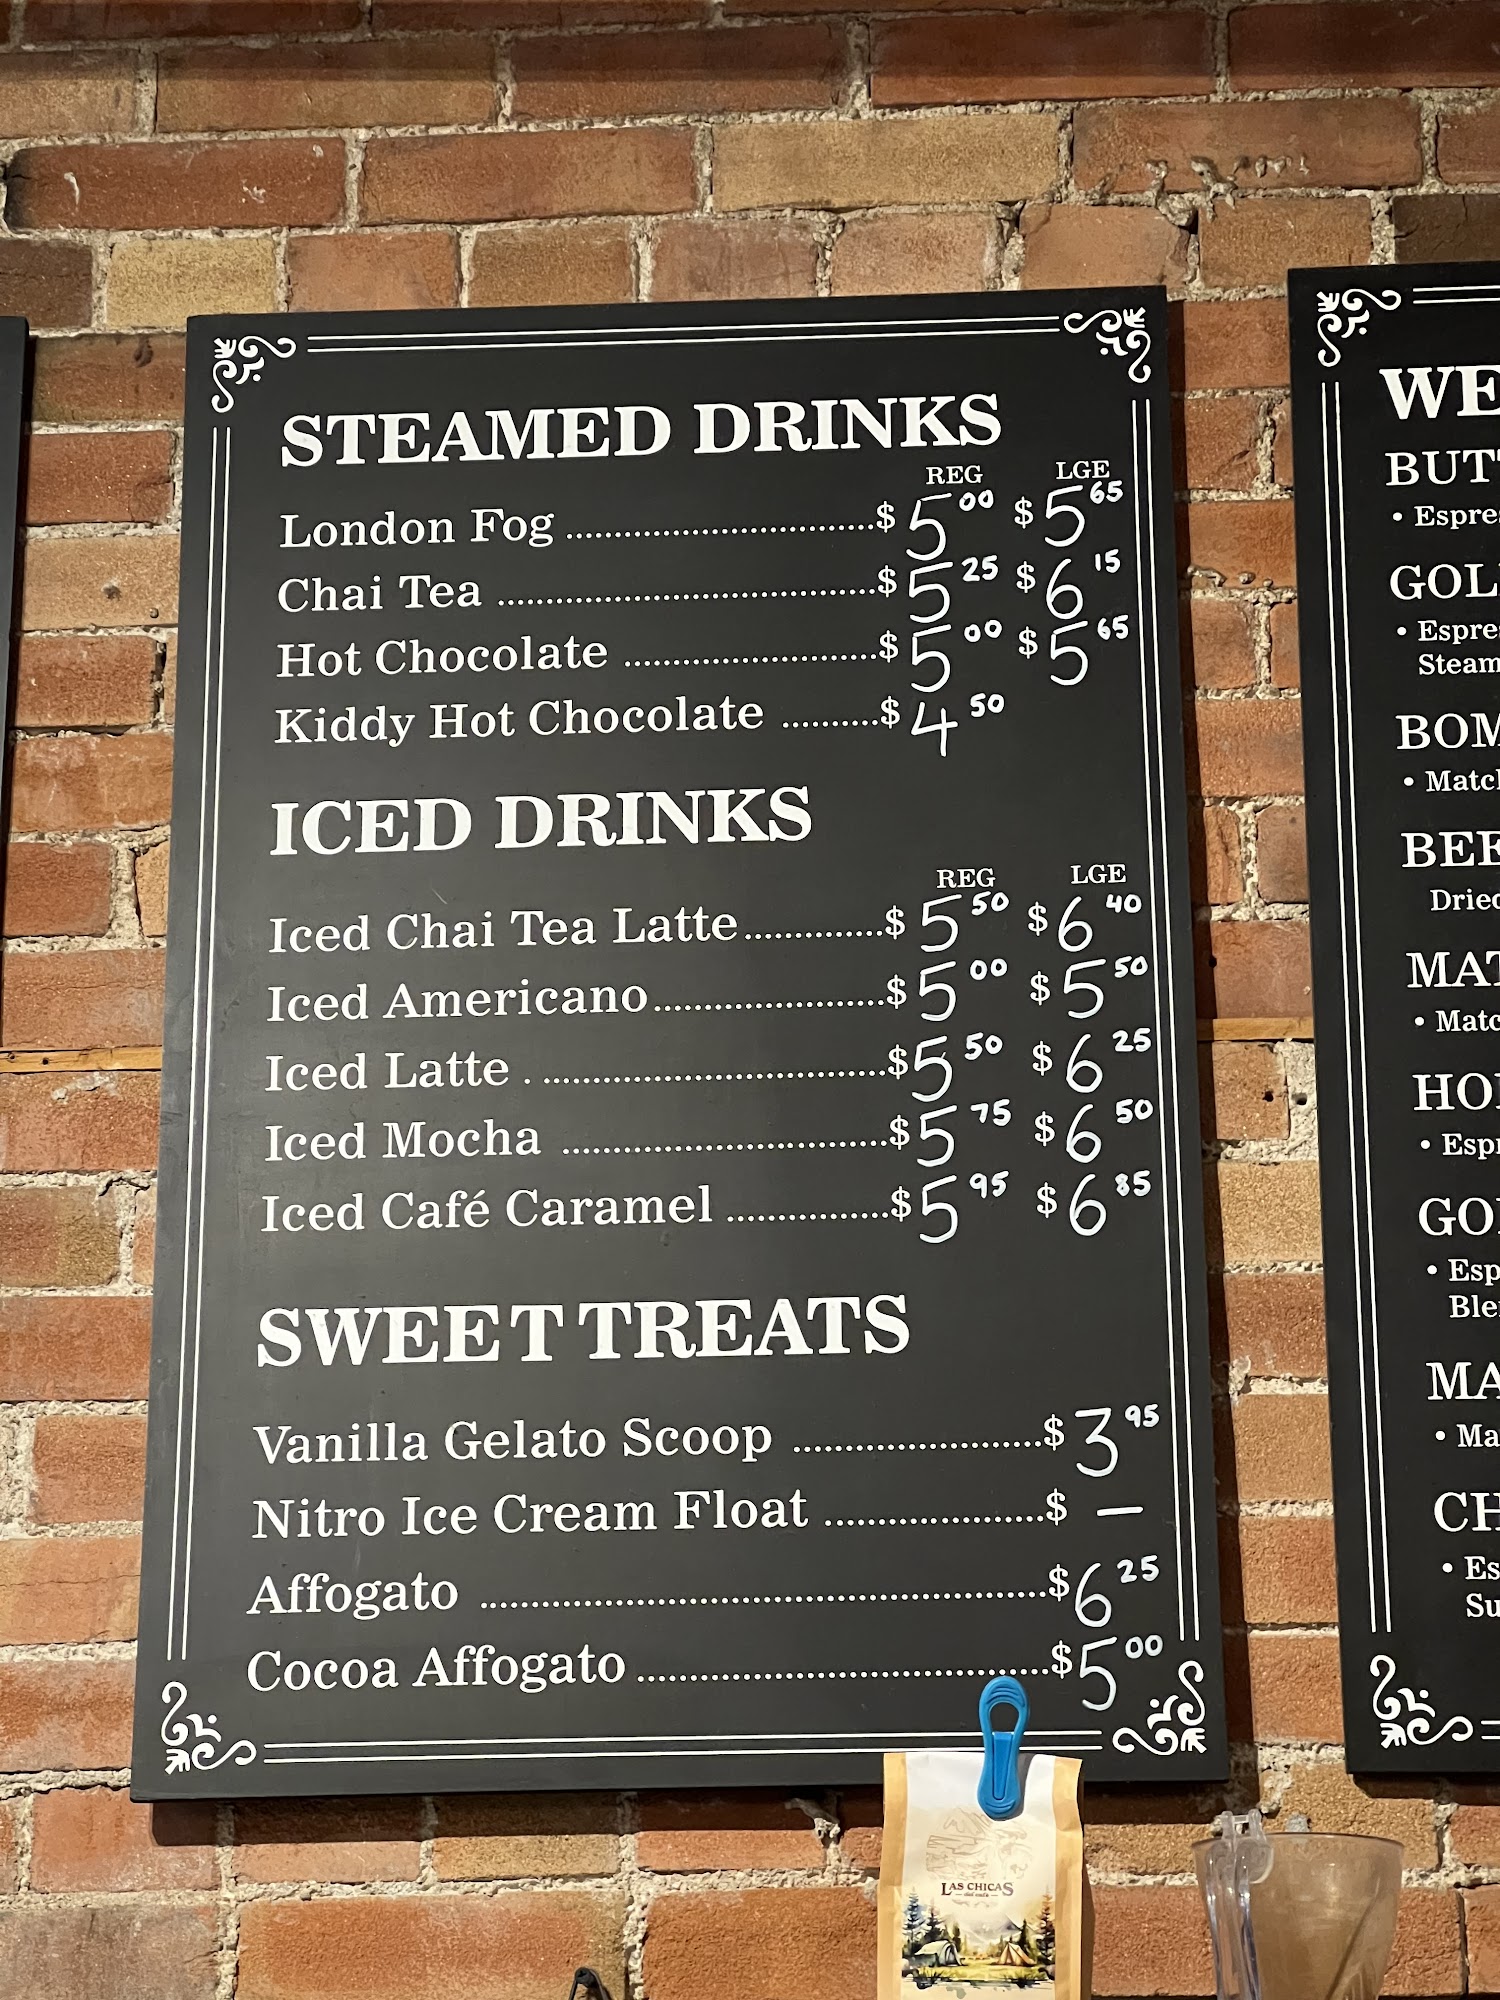 STEAMED DRINKS
REG LGE
London Fog ..............................$ 5 00 $ 5 65
Chai Tea .....................................$ 5 25 $ 6 15
Hot Chocolate .........................$ 5 00 $ 5 65
Kiddy Hot Chocolate ..........$ 4 50
ICED DRINKS
REG LGE
Iced Chai Tea Latte..............$ 5 50 $ 6 40
Iced Americano.......................$ 5 00 $ 5 50
Iced Latte . ..................................$ 5 50 $ 6 25
Iced Mocha ................................$ 5 75 $ 6 50
Iced Café Caramel ................$ 5 95 $ 6 85
SWEET TREATS
Vanilla Gelato Scoop ........................$ 3 95
Nitro Ice Cream Float .....................$ —
Affogato ........................................................$ 6 25
Cocoa Affogato ........................................$ 5 00
LAS CHICAS
del café
WE
BUT
• Espre
GOL
• Espre
Steam
BOM
• Matc
BEE
Dried
MAT
• Matc
HO
• Esp
GO
• Esp
Ble
MA
• Ma
CH
• Es
Su